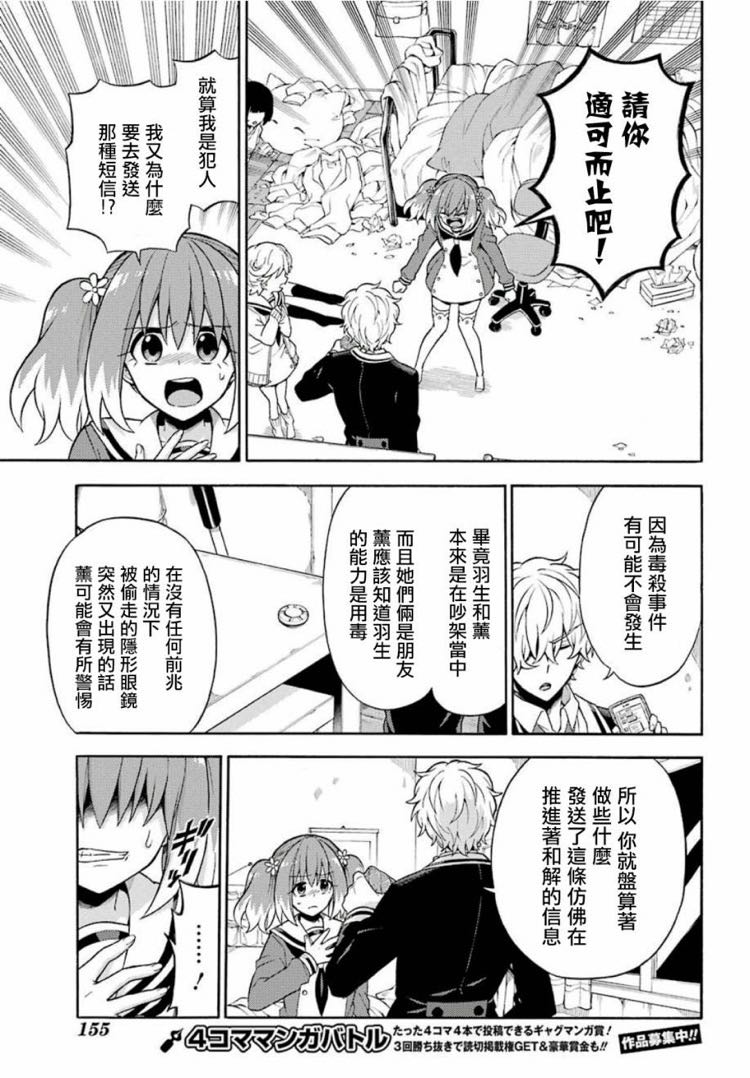 請你
適可而止吧！
就算我是犯人
我又為什麼
要去發送
那種短信!?
因為毒殺事件
有可能不會發生
畢竟羽生和薰
本來是在吵架當中
而且她們倆是朋友
薰應該知道羽生
的能力是用毒
在沒有任何前兆
的情況下
被偷走的隱形眼鏡
突然又出現的話
薰可能會有所警惕
所以 你就盤算著
做些什麼
發送了這條仿佛在
推進著和解的信息
……！
155
4コママンガバトル
たった4コマ4本で投稿できるギャグマンガ賞！
3回勝ち抜きで読切掲載権GET&豪華賞金も!!
作品募集中!!